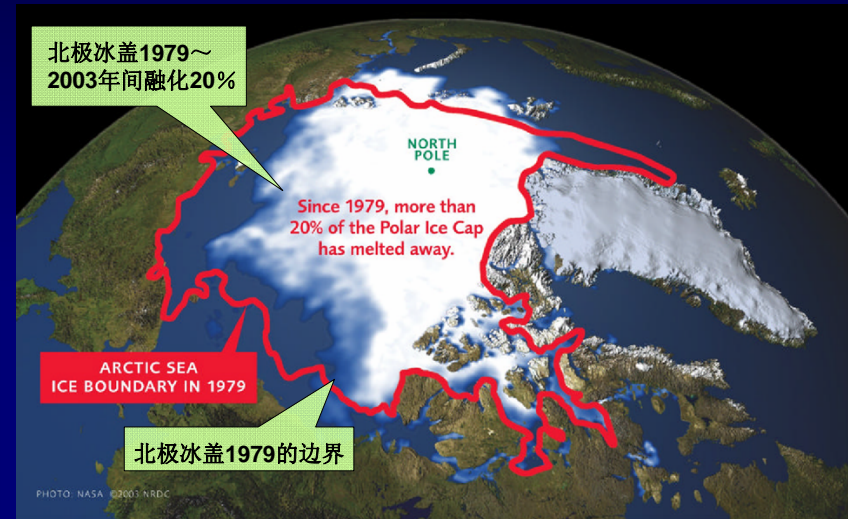 北极冰盖1979～
2003年间融化20%
NORTH
POLE
Since 1979, more than
20% of the Polar Ice Cap
has melted away.
ARCTIC SEA
ICE BOUNDARY IN 1979
北极冰盖1979的边界
PHOTO: NASA ©2003 NRDC